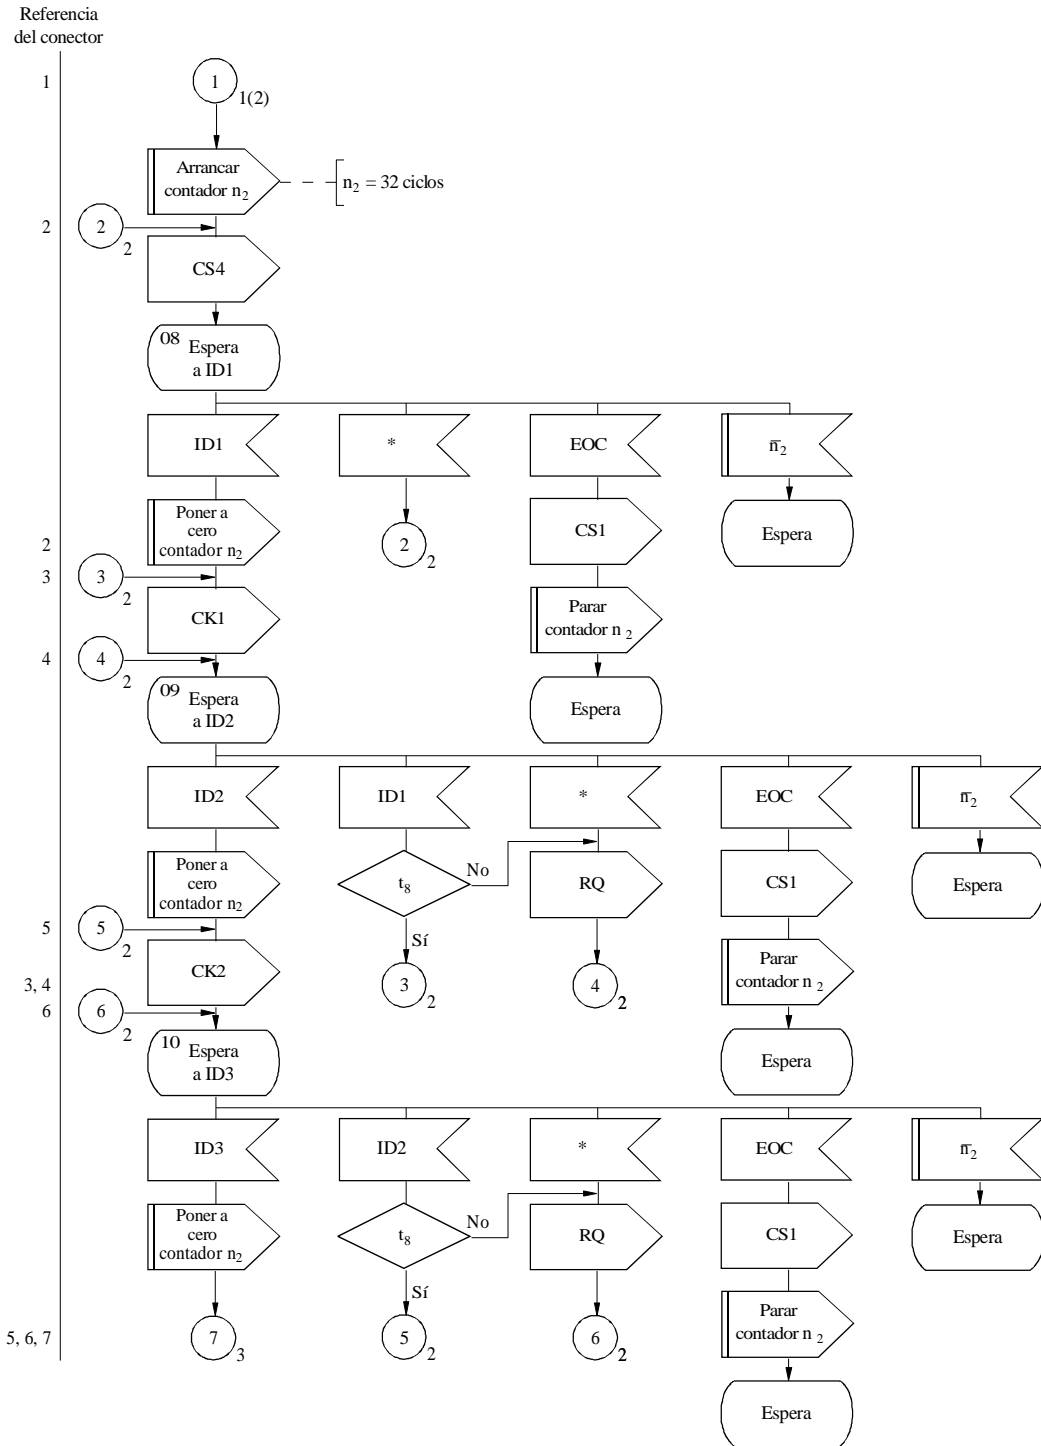 Referencia
del conector
1
1
1(2)
Arrancar
contador n₂
n₂ = 32 ciclos
2
2
2
CS4
08
Espera
a ID1
ID1
*
EOC
n̅₂
Poner a
cero
contador n₂
2
2
CS1
Espera
2
3
3
2
CK1
Parar
contador n₂
4
4
2
09
Espera
a ID2
Espera
ID2
ID1
*
EOC
n̅₂
Poner a
cero
contador n₂
t₈
No
RQ
CS1
Espera
5
5
2
Sí
CK2
3
2
4
2
Parar
contador n₂
3, 4
6
6
2
10
Espera
a ID3
Espera
ID3
ID2
*
EOC
n̅₂
Poner a
cero
contador n₂
t₈
No
RQ
CS1
Espera
Sí
Parar
contador n₂
5, 6, 7
7
3
5
2
6
2
Espera